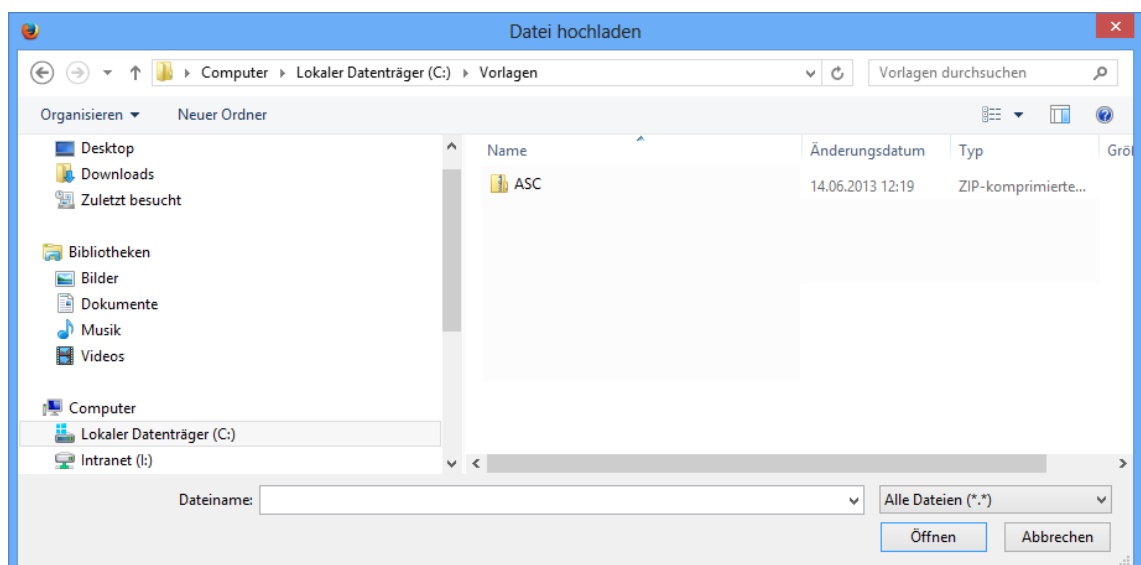 Datei hochladen
Computer Lokaler Datenträger (C:) Vorlagen Vorlagen durchsuchen
Organisieren Neuer Ordner
Desktop
Downloads
Zuletzt besucht
Bibliotheken
Bilder
Dokumente
Musik
Videos
Computer
Lokaler Datenträger (C:)
Intranet (I:)
Name Änderungsdatum Typ
ASC 14.06.2013 12:19 ZIP-komprimierte...
Dateiname: Alle Dateien (*.*)
Öffnen Abbrechen